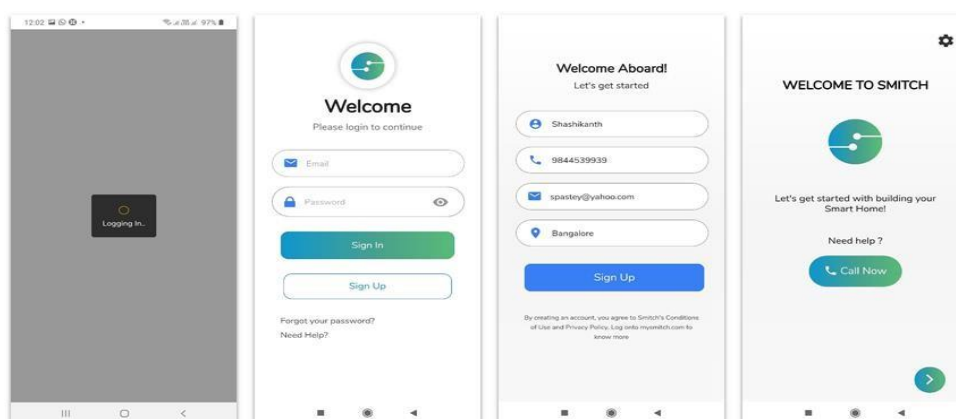 12:02
97%
Logging In..
Welcome
Please login to continue
Email
Password
Sign In
Sign Up
Forgot your password?
Need Help?
Welcome Aboard!
Let's get started
Shashikanth
9844539939
spastey@yahoo.com
Bangalore
Sign Up
By creating an account, you agree to Smitch's Conditions
of Use and Privacy Policy, Log onto mysmitch.com to
know more
WELCOME TO SMITCH
Let's get started with building your
Smart Home!
Need help ?
Call Now